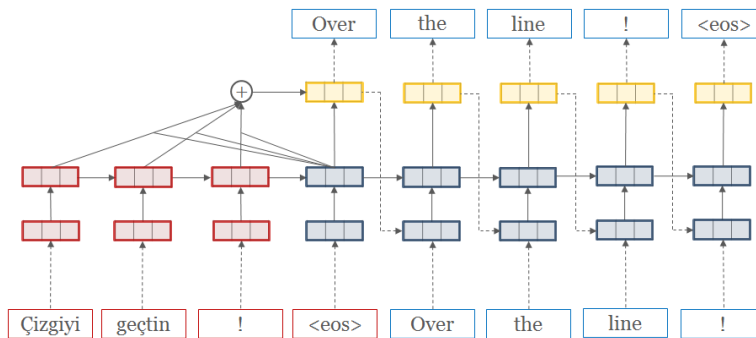 Over the line ! <eos>
+
Çizgiyi geçtin ! <eos> Over the line !